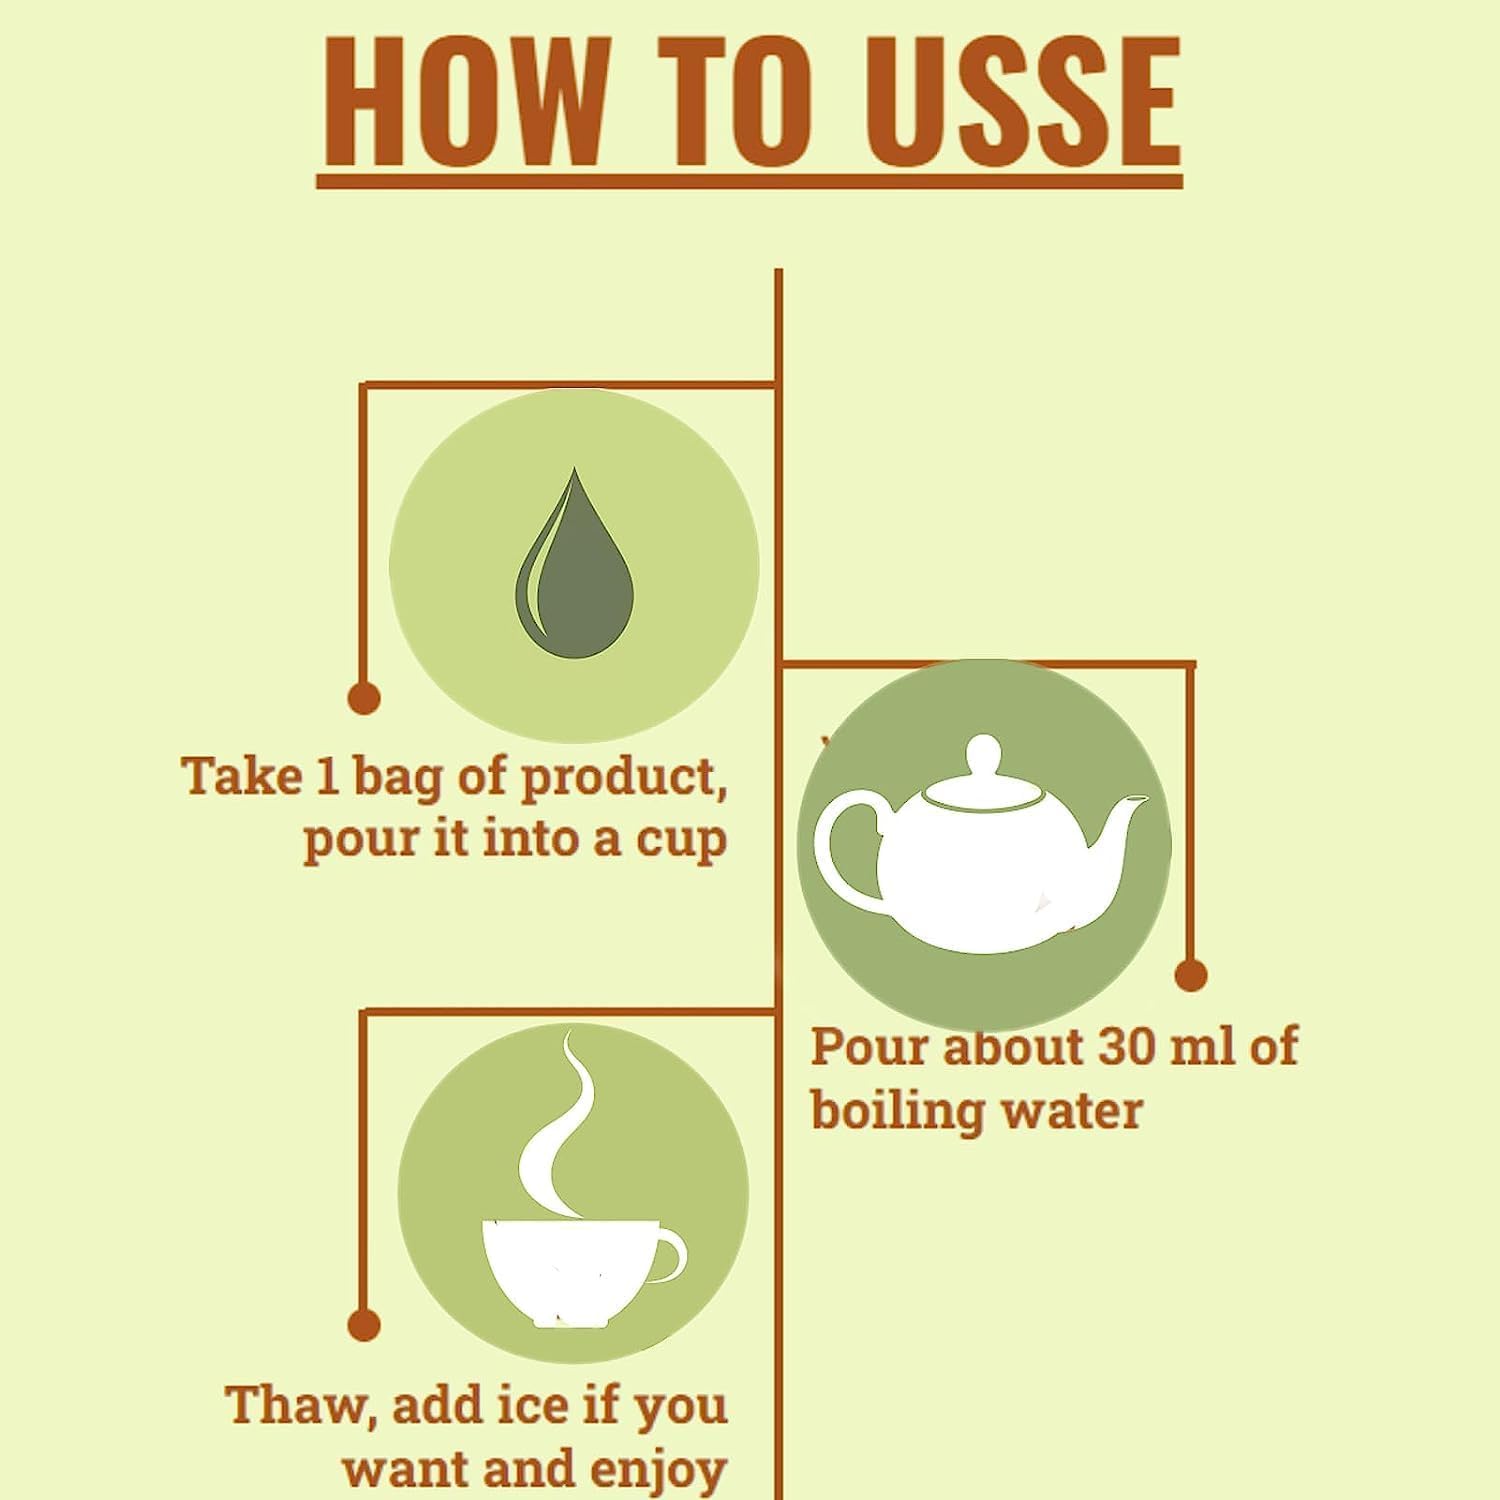 HOW TO USSE
Take 1 bag of product,
pour it into a cup
Pour about 30 ml of
boiling water
Thaw, add ice if you
want and enjoy